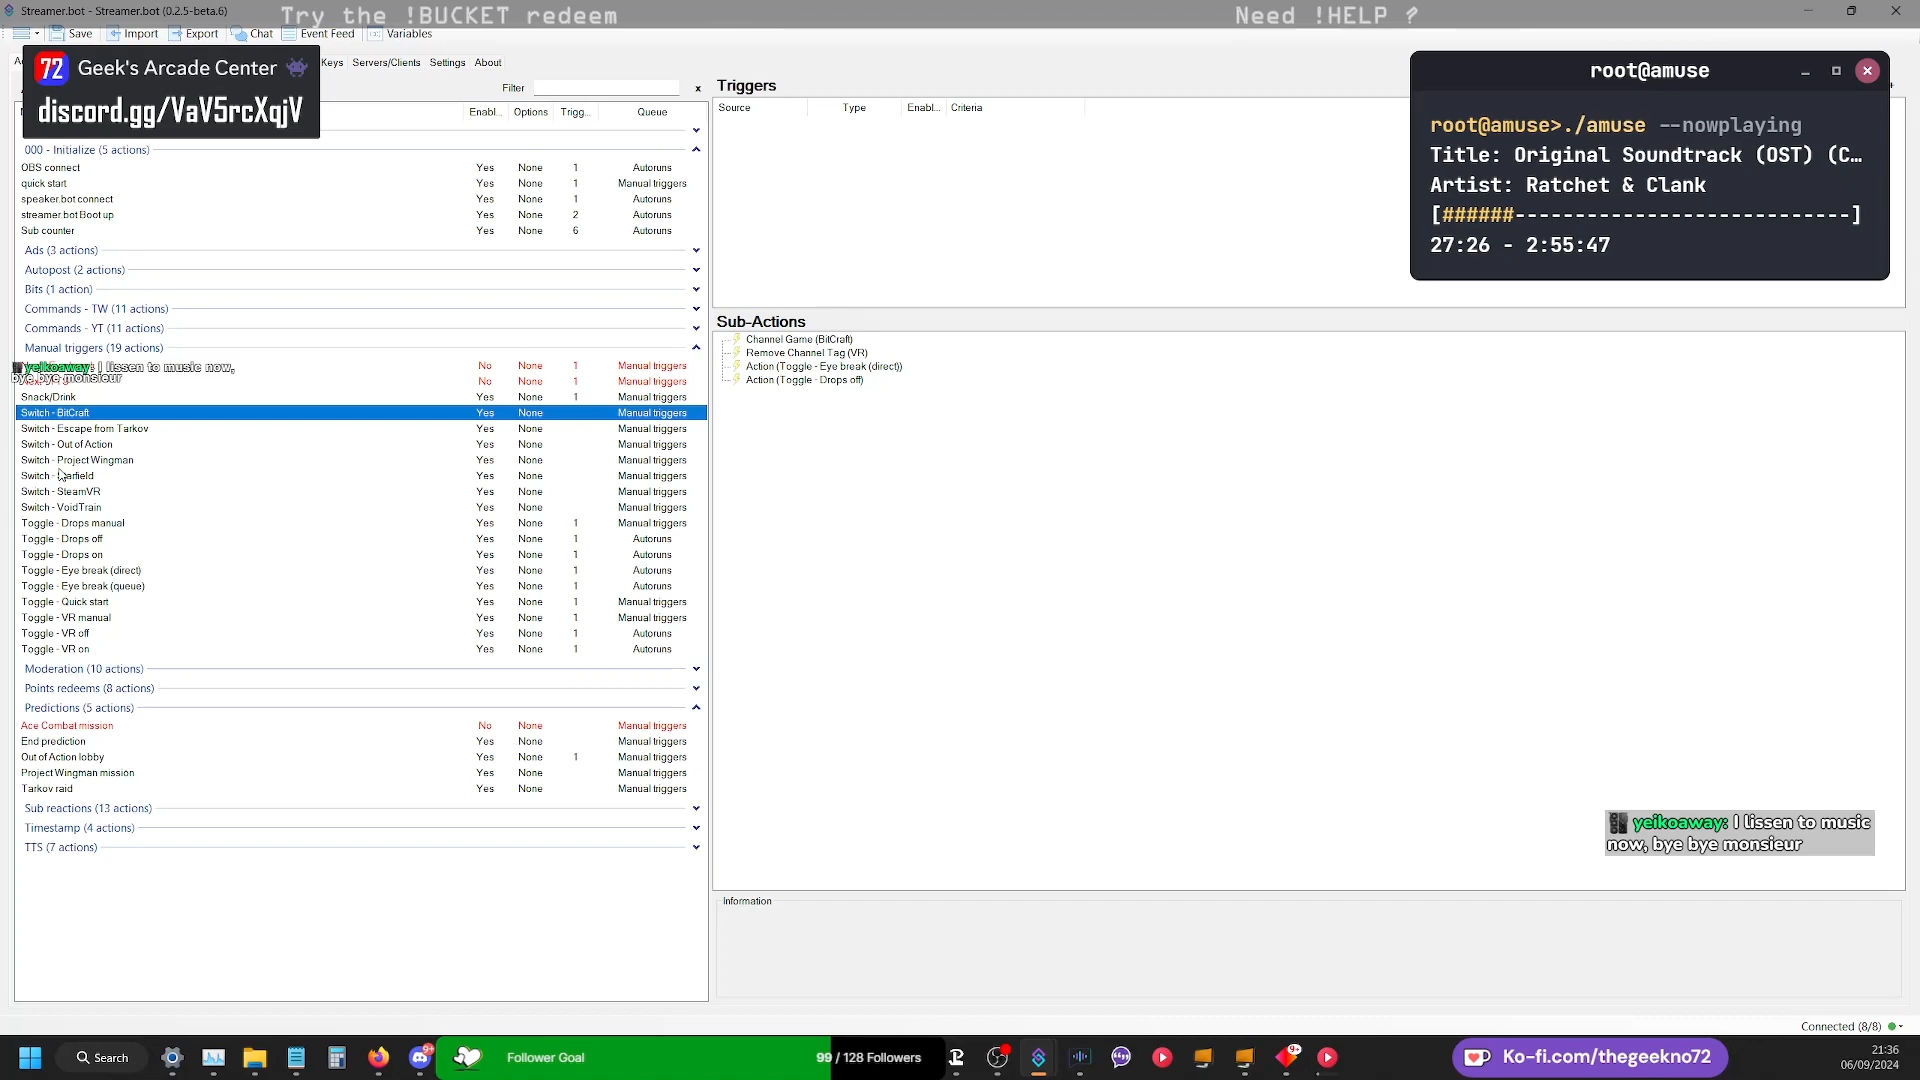 Streamer.bot - Streamer.bot (0.2.5-beta.6)
Try the !BUCKET redeem
Need !HELP ?
Save
Import
Export
Chat
Event Feed
Variables
Keys
Servers/Clients
Settings
About
72 Geek's Arcade Center
discord.gg/VaV5rcXqjV
Filter
x
Enabl...
Options
Trigg...
Queue
000 - Initialize (5 actions)
OBS connect Yes None 1 Autoruns
quick start Yes None 1 Manual triggers
speaker.bot connect Yes None 1 Autoruns
streamer.bot Boot up Yes None 2 Autoruns
Sub counter Yes None 6 Autoruns
Ads (3 actions)
Autopost (2 actions)
Bits (1 action)
Commands - TW (11 actions)
Commands - YT (11 actions)
Manual triggers (19 actions)
yeikoaway: I lissen to music now,
bye bye monsieur
No None 1 Manual triggers
No None 1 Manual triggers
Snack/Drink Yes None 1 Manual triggers
Switch - BitCraft Yes None Manual triggers
Switch - Escape from Tarkov Yes None Manual triggers
Switch - Out of Action Yes None Manual triggers
Switch - Project Wingman Yes None Manual triggers
Switch - Starfield Yes None Manual triggers
Switch - SteamVR Yes None Manual triggers
Switch - VoidTrain Yes None Manual triggers
Toggle - Drops manual Yes None 1 Manual triggers
Toggle - Drops off Yes None 1 Autoruns
Toggle - Drops on Yes None 1 Autoruns
Toggle - Eye break (direct) Yes None 1 Autoruns
Toggle - Eye break (queue) Yes None 1 Autoruns
Toggle - Quick start Yes None 1 Manual triggers
Toggle - VR manual Yes None 1 Manual triggers
Toggle - VR off Yes None 1 Autoruns
Toggle - VR on Yes None 1 Autoruns
Moderation (10 actions)
Points redeems (8 actions)
Predictions (5 actions)
Ace Combat mission No None Manual triggers
End prediction Yes None Manual triggers
Out of Action lobby Yes None 1 Manual triggers
Project Wingman mission Yes None Manual triggers
Tarkov raid Yes None Manual triggers
Sub reactions (13 actions)
Timestamp (4 actions)
TTS (7 actions)
Triggers
Source Type Enabl... Criteria
root@amuse
root@amuse>./amuse --nowplaying
Title: Original Soundtrack (OST) (C…
Artist: Ratchet & Clank
[######----------------------------]
27:26 - 2:55:47
Sub-Actions
Channel Game (BitCraft)
Remove Channel Tag (VR)
Action (Toggle - Eye break (direct))
Action (Toggle - Drops off)
yeikoaway: I lissen to music
now, bye bye monsieur
Information
Connected (8/8)
Search
9+
Follower Goal
99 / 128 Followers
9+
Ko-fi.com/thegeekno72
21:36
06/09/2024